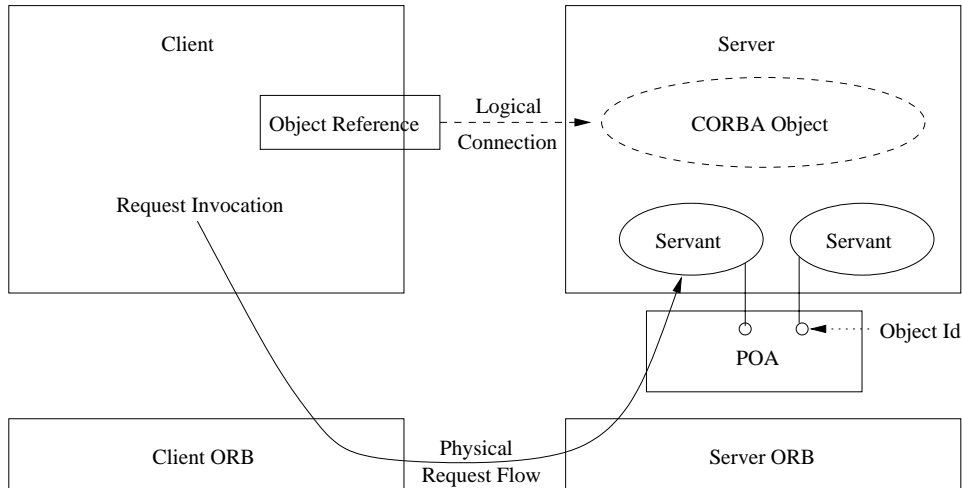 Client
Server
Object Reference
Logical
Connection
CORBA Object
Request Invocation
Servant
Servant
Object Id
POA
Client ORB
Physical
Request Flow
Server ORB